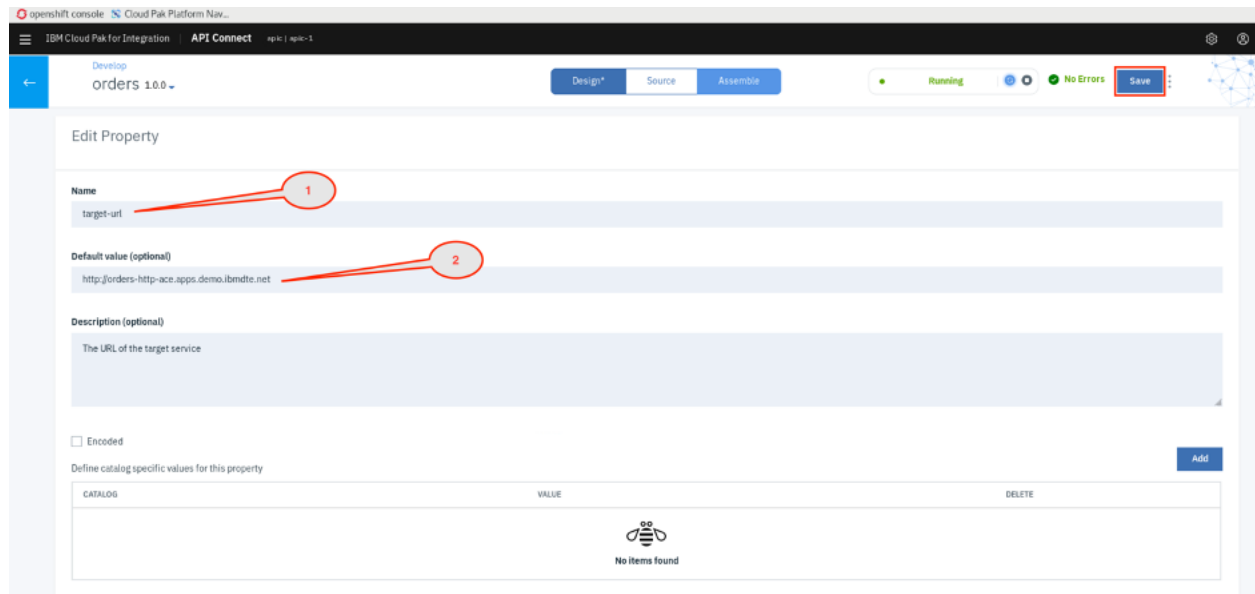 openshift console Cloud Pak Platform Nav...
IBM Cloud Pak for Integration | API Connect apic | apic-1
Develop
orders 1.0.0
Design* Source Assemble
Running No Errors Save
Edit Property
Name
1
target-url
Default value (optional)
2
http://orders-http-ace.apps.demo.ibmdte.net
Description (optional)
The URL of the target service
Encoded
Add
Define catalog specific values for this property
CATALOG VALUE DELETE
No items found